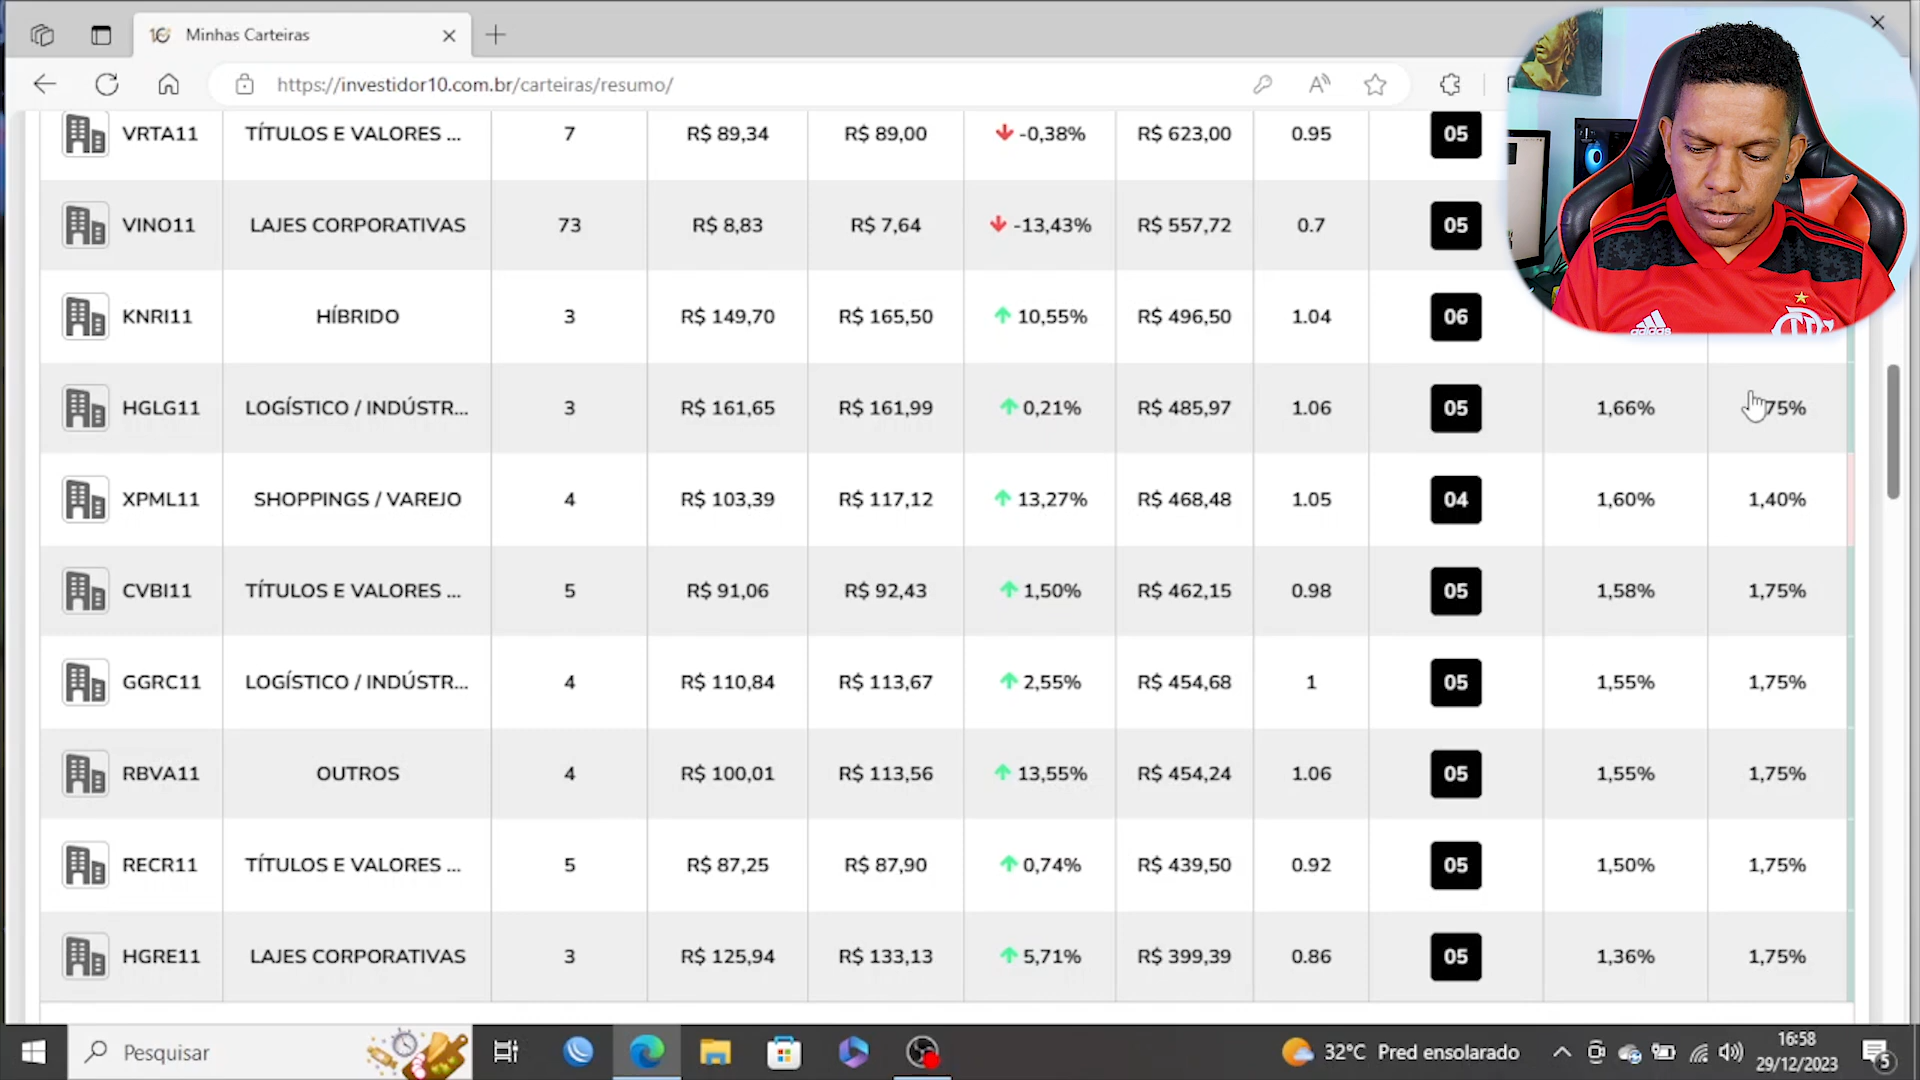 Minhas Carteiras
https://investidor10.com.br/carteiras/resumo/
VRTA11 TÍTULOS E VALORES ... 7 R$ 89,34 R$ 89,00 -0,38% R$ 623,00 0.95 05
VINO11 LAJES CORPORATIVAS 73 R$ 8,83 R$ 7,64 -13,43% R$ 557,72 0.7 05
KNRI11 HÍBRIDO 3 R$ 149,70 R$ 165,50 10,55% R$ 496,50 1.04 06
HGLG11 LOGÍSTICO / INDÚSTR... 3 R$ 161,65 R$ 161,99 0,21% R$ 485,97 1.06 05 1,66% 75%
XPML11 SHOPPINGS / VAREJO 4 R$ 103,39 R$ 117,12 13,27% R$ 468,48 1.05 04 1,60% 1,40%
CVBI11 TÍTULOS E VALORES ... 5 R$ 91,06 R$ 92,43 1,50% R$ 462,15 0.98 05 1,58% 1,75%
GGRC11 LOGÍSTICO / INDÚSTR... 4 R$ 110,84 R$ 113,67 2,55% R$ 454,68 1 05 1,55% 1,75%
RBVA11 OUTROS 4 R$ 100,01 R$ 113,56 13,55% R$ 454,24 1.06 05 1,55% 1,75%
RECR11 TÍTULOS E VALORES ... 5 R$ 87,25 R$ 87,90 0,74% R$ 439,50 0.92 05 1,50% 1,75%
HGRE11 LAJES CORPORATIVAS 3 R$ 125,94 R$ 133,13 5,71% R$ 399,39 0.86 05 1,36% 1,75%
adidas
Pesquisar
32°C Pred ensolarado
16:58
29/12/2023
5